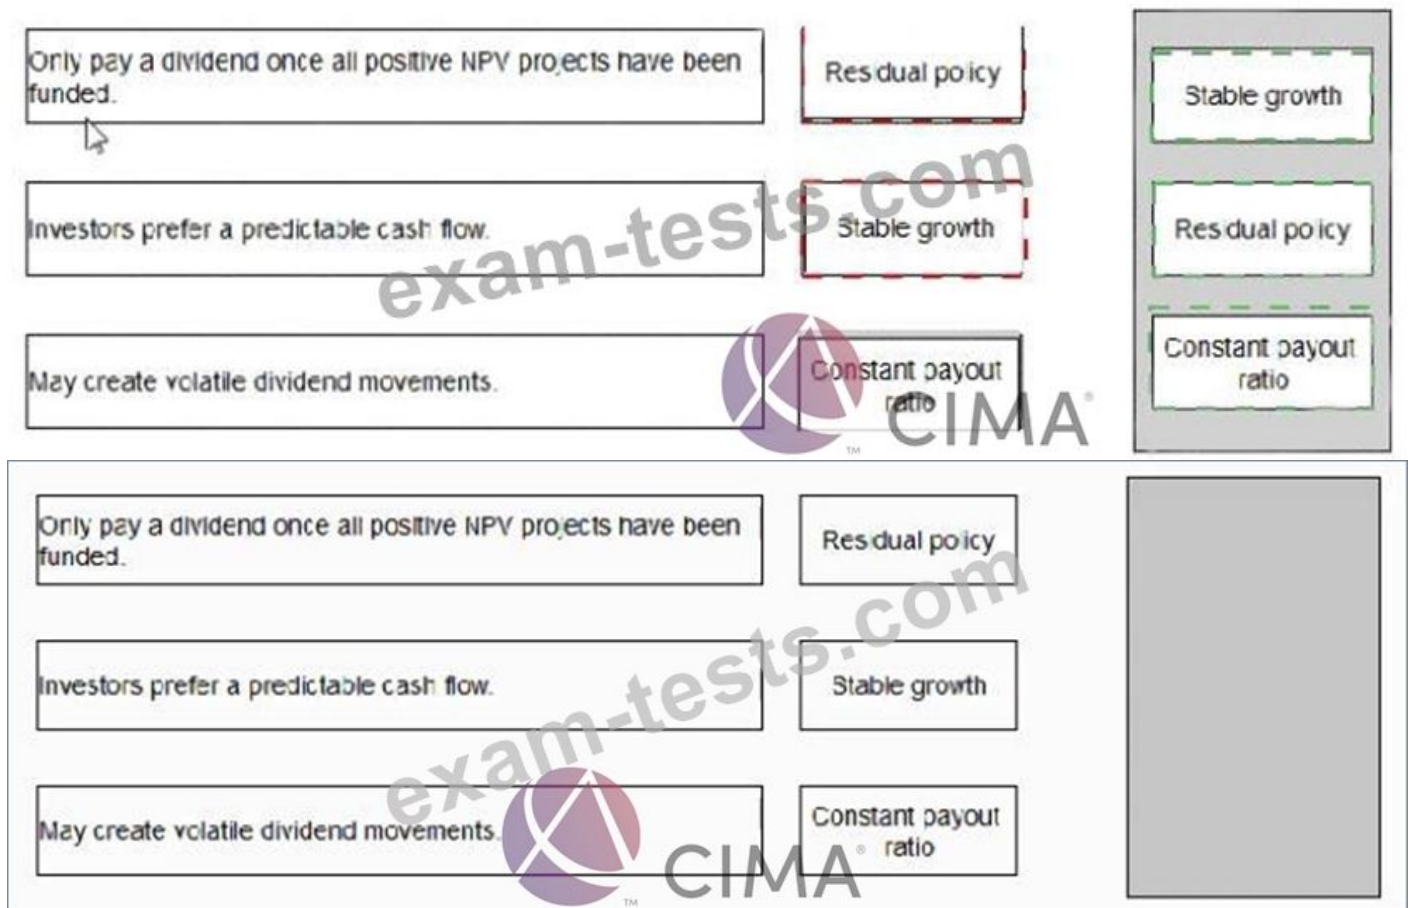 Only pay a dividend once all positive NPV projects have been
funded.
Residual policy
Stable growth
Investors prefer a predictable cash flow.
Stable growth
Residual policy
May create volatile dividend movements.
Constant payout
ratio
Constant payout
ratio
exam-tests.com
CIMA
TM
Only pay a dividend once all positive NPV projects have been
funded.
Residual policy
Investors prefer a predictable cash flow.
Stable growth
May create volatile dividend movements.
Constant payout
ratio
exam-tests.com
CIMA
TM